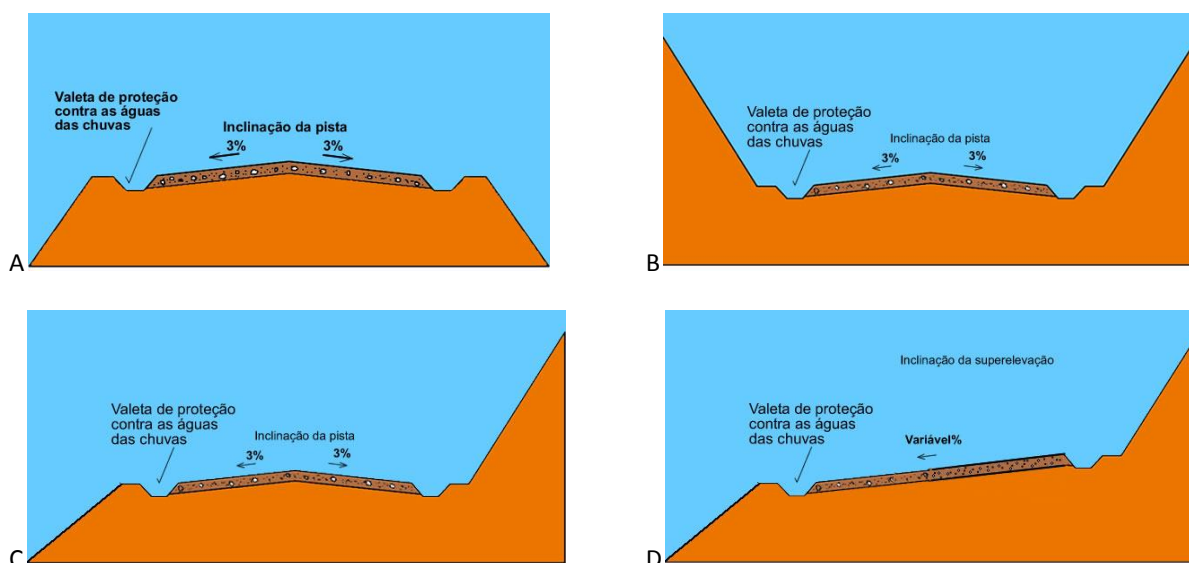 Valeta de proteção
contra as águas
das chuvas
Inclinação da pista
3%
3%
A
Valeta de proteção
contra as águas
das chuvas
Inclinação da pista
3%
3%
B
Valeta de proteção
contra as águas
das chuvas
Inclinação da pista
3%
3%
C
Inclinação da superelevação
Valeta de proteção
contra as águas
das chuvas
Variável%
D